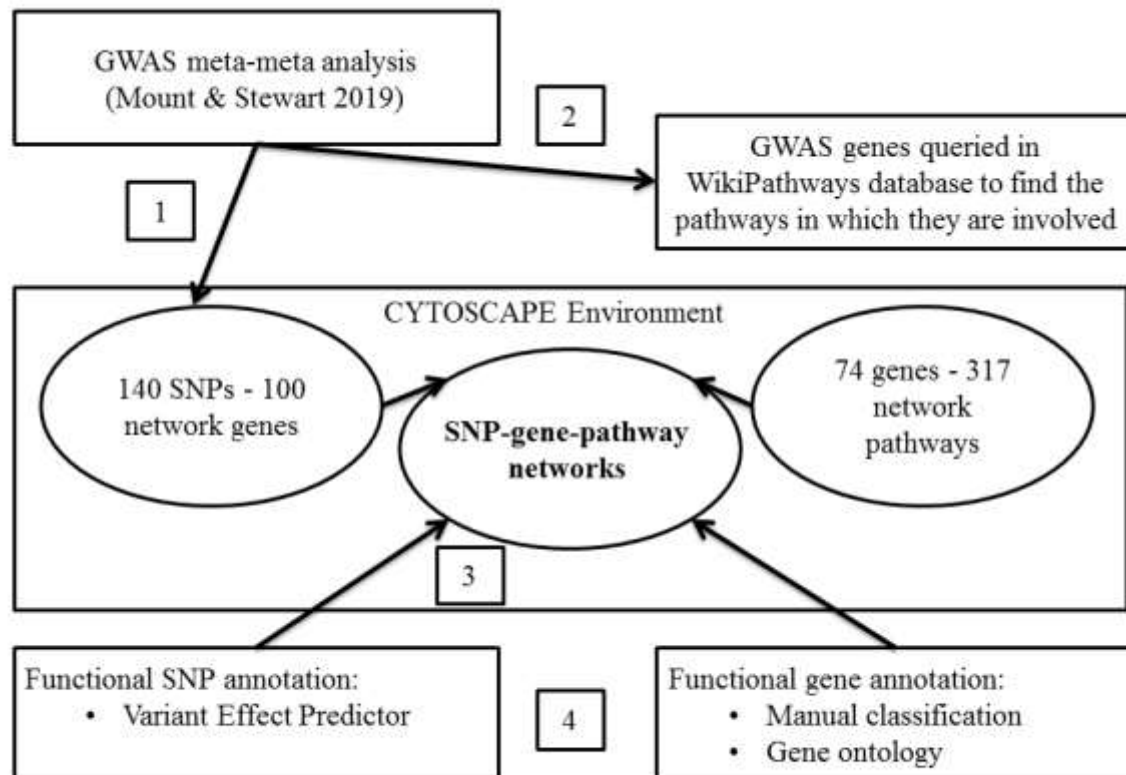 GWAS meta-meta analysis
(Mount & Stewart 2019)
2
GWAS genes queried in
WikiPathways database to find the
pathways in which they are involved
1
CYTOSCAPE Environment
140 SNPs - 100
network genes
SNP-gene-pathway
networks
74 genes - 317
network
pathways
3
Functional SNP annotation:
• Variant Effect Predictor
4
Functional gene annotation:
• Manual classification
• Gene ontology